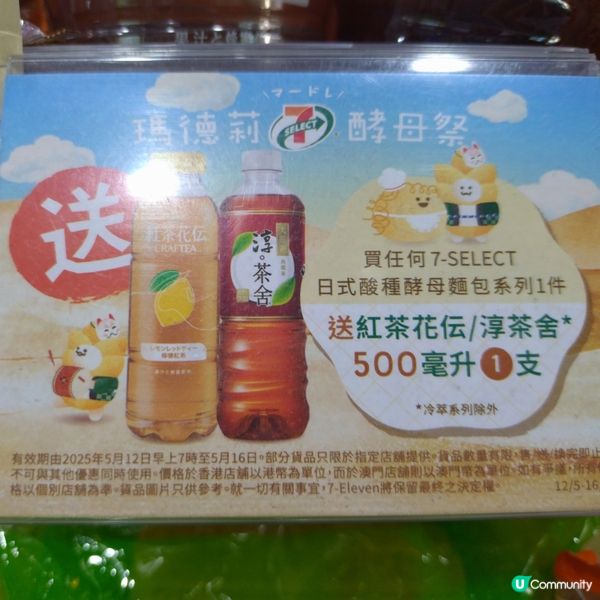 果汁と
マードレ
瑪德莉 7 SELECT 酵母祭
送
紅茶花伝
CRAFTEA
レモンレッドティー
檸檬紅茶
淳。茶舍
買任何7-SELECT
日式酸種酵母麵包系列1件
送紅茶花伝/淳茶舍*
500毫升1支
*冷萃系列除外
有效期由2025年5月12日早上7時至5月16日。部分貨品只限於指定店舖提供。貨品數量有限，售/送/換完即止
不可與其他優惠同時使用。價格於香港店舖以港幣為單位，而於澳門店舖則以澳門幣為單位。如有爭議，所有價
格以個別店舖為準。貨品圖片只供參考。就一切有關事宜，7-Eleven將保留最終之決定權。
12/5-16
U Community